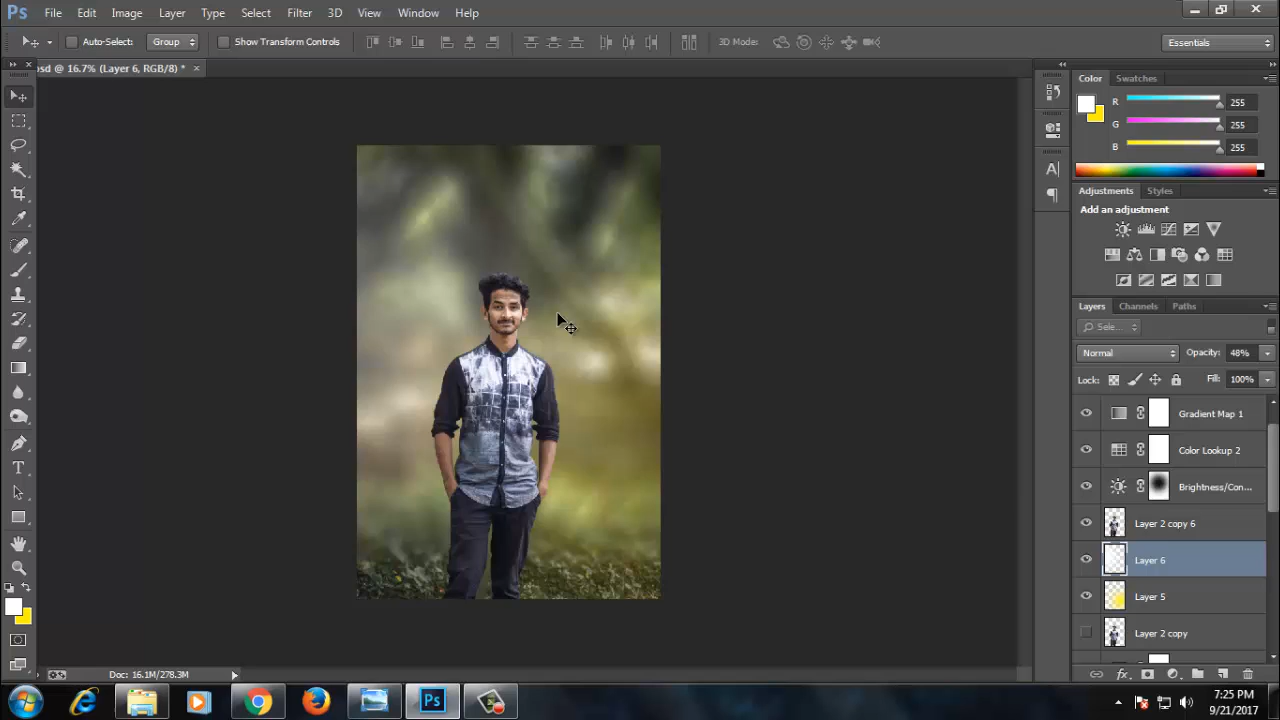 Ps File Edit Image Layer Type Select Filter 3D View Window Help
Auto-Select: Group Show Transform Controls 3D Mode: Essentials
osd @ 16.7% (Layer 6, RGB/8) *
Color Swatches
R 255
G 255
B 255
Adjustments Styles
Add an adjustment
Layers Channels Paths
Sele...
Normal Opacity: 48%
Lock: Fill: 100%
Gradient Map 1
Color Lookup 2
Brightness/Con...
Layer 2 copy 6
Layer 6
Layer 5
Layer 2 copy
Doc: 16.1M/278.3M
7:25 PM
9/21/2017